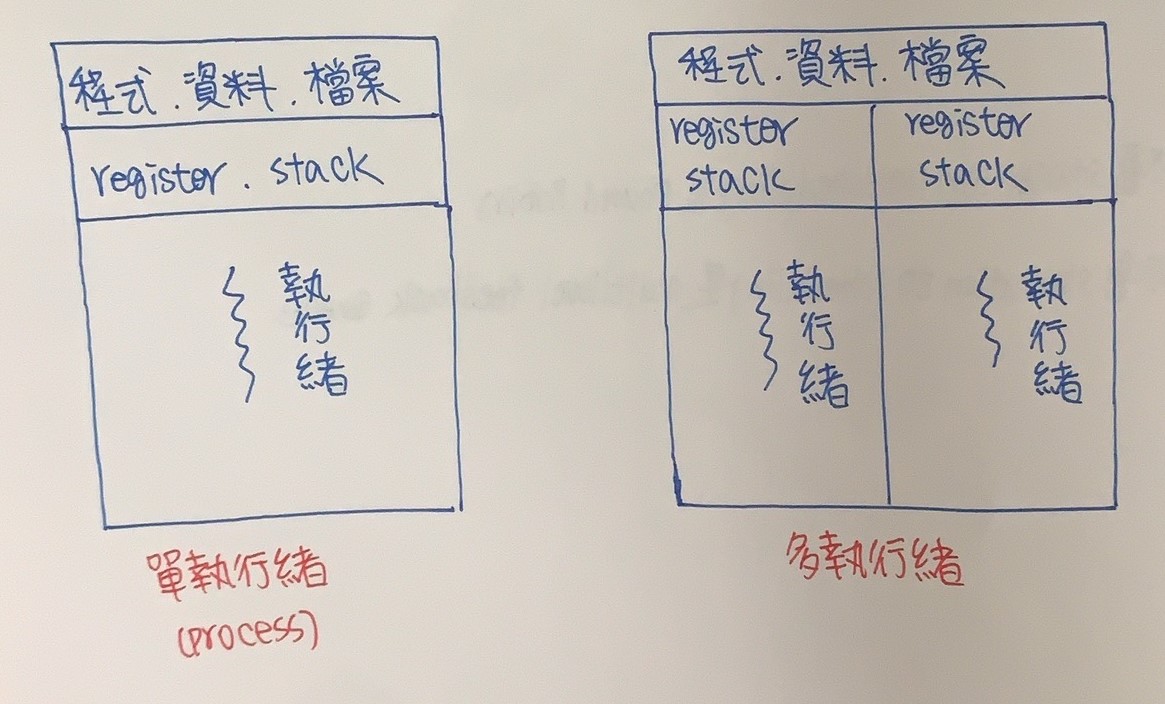 程式.資料.檔案
register.stack
執
行
緒
單執行緒
(process)
程式.資料.檔案
register
stack
執
行
緒
register
stack
執
行
緒
多執行緒